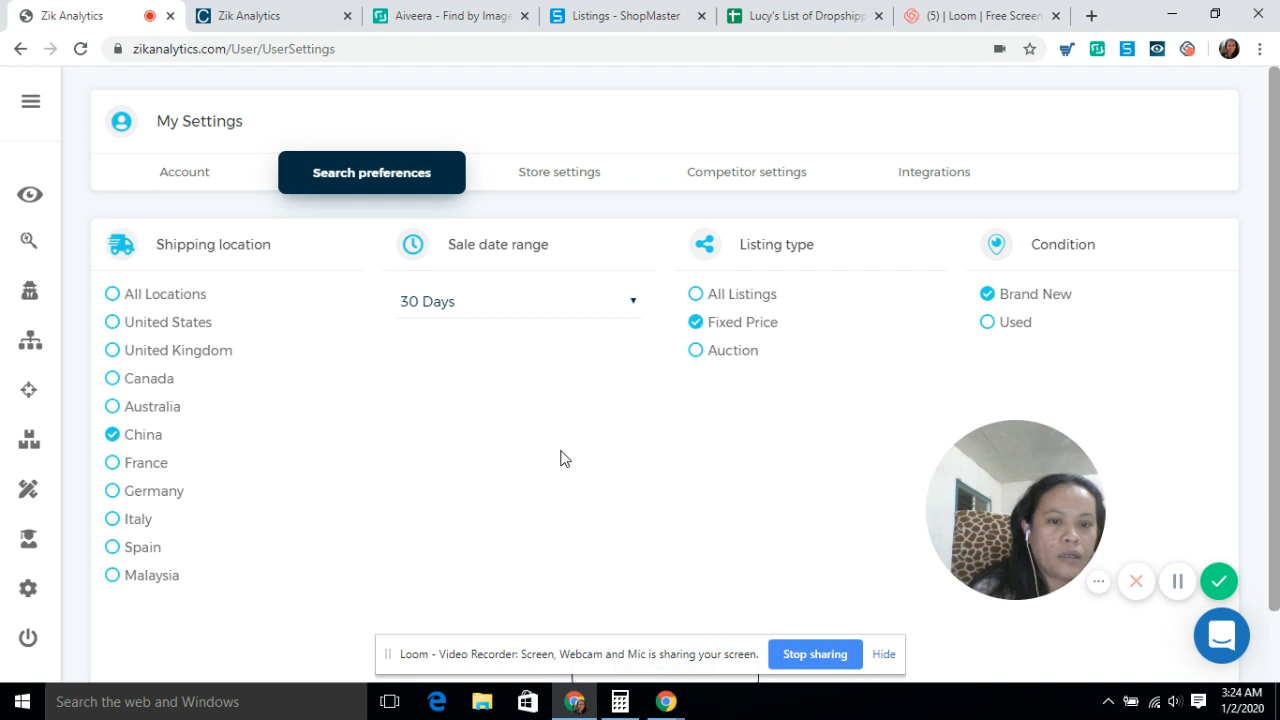 Zik Analytics
Zik Analytics
Aiveera - Find by Image
Listings - ShopMaster
Lucy's List of Dropshipp
(5) | Loom | Free Screen
zikanalytics.com/User/UserSettings
My Settings
Account
Search preferences
Store settings
Competitor settings
Integrations
Shipping location
All Locations
United States
United Kingdom
Canada
Australia
China
France
Germany
Italy
Spain
Malaysia
Sale date range
30 Days
Listing type
All Listings
Fixed Price
Auction
Condition
Brand New
Used
Loom - Video Recorder: Screen, Webcam and Mic is sharing your screen.
Stop sharing
Hide
Search the web and Windows
3:24 AM
1/2/2020